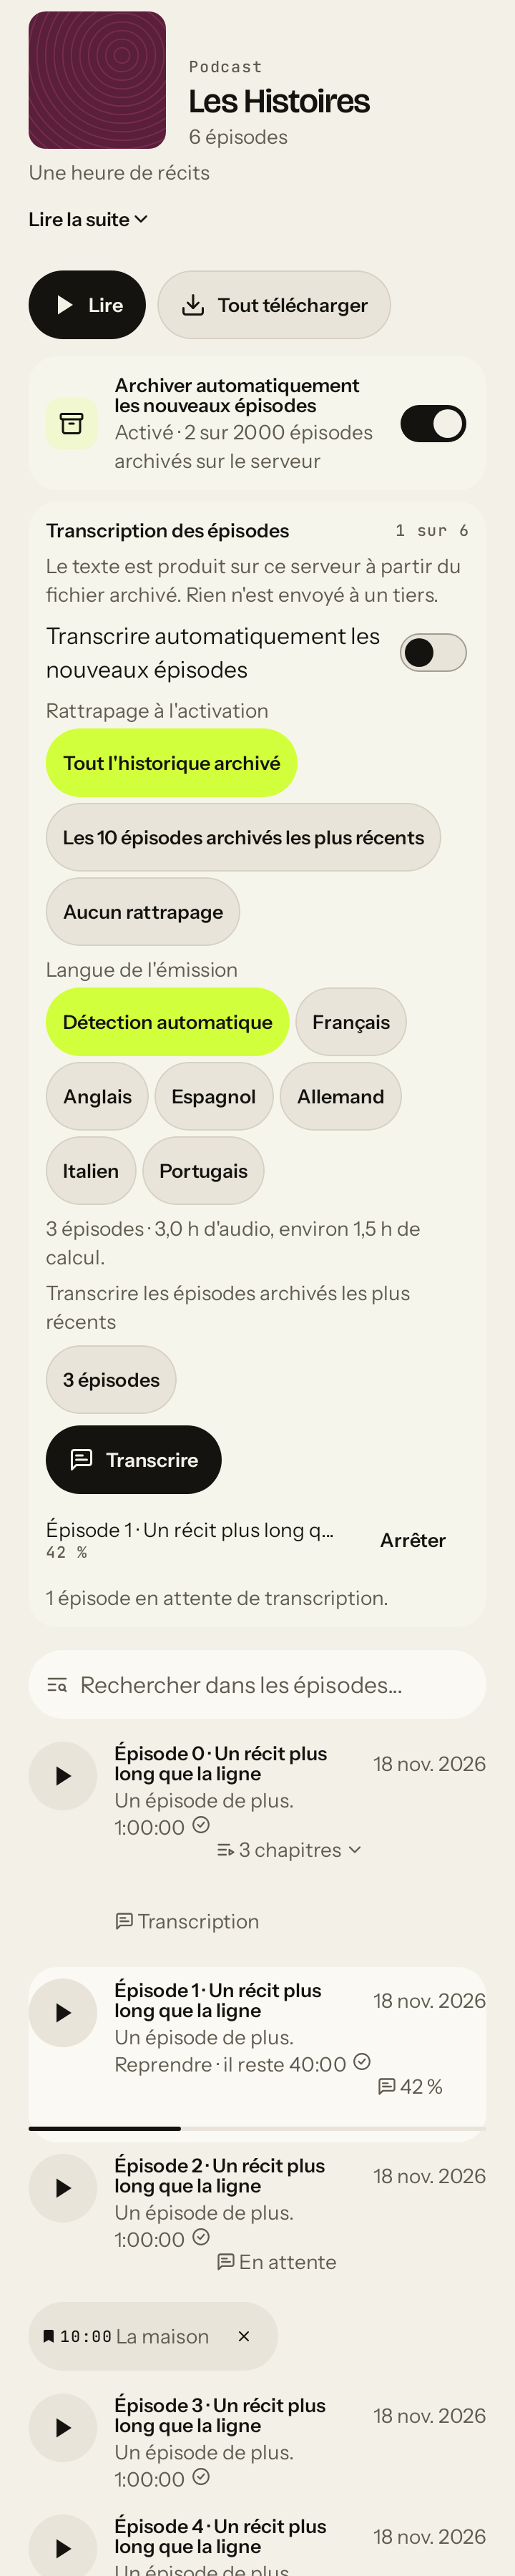 Podcast
Les Histoires
6 épisodes
Une heure de récits
Lire la suite
Lire
Tout télécharger
Archiver automatiquement
les nouveaux épisodes
Activé · 2 sur 2000 épisodes
archivés sur le serveur
Transcription des épisodes
1 sur 6
Le texte est produit sur ce serveur à partir du
fichier archivé. Rien n'est envoyé à un tiers.
Transcrire automatiquement les
nouveaux épisodes
Rattrapage à l'activation
Tout l'historique archivé
Les 10 épisodes archivés les plus récents
Aucun rattrapage
Langue de l'émission
Détection automatique
Français
Anglais
Espagnol
Allemand
Italien
Portugais
3 épisodes · 3,0 h d'audio, environ 1,5 h de
calcul.
Transcrire les épisodes archivés les plus
récents
3 épisodes
Transcrire
Épisode 1 · Un récit plus long q...
42 %
Arrêter
1 épisode en attente de transcription.
Rechercher dans les épisodes...
Épisode 0 · Un récit plus
long que la ligne
18 nov. 2026
Un épisode de plus.
1:00:00
3 chapitres
Transcription
Épisode 1 · Un récit plus
long que la ligne
18 nov. 2026
Un épisode de plus.
Reprendre · il reste 40:00
42 %
Épisode 2 · Un récit plus
long que la ligne
18 nov. 2026
Un épisode de plus.
1:00:00
En attente
10:00 La maison
Épisode 3 · Un récit plus
long que la ligne
18 nov. 2026
Un épisode de plus.
1:00:00
Épisode 4 · Un récit plus
long que la ligne
18 nov. 2026
Un épisode de plus.